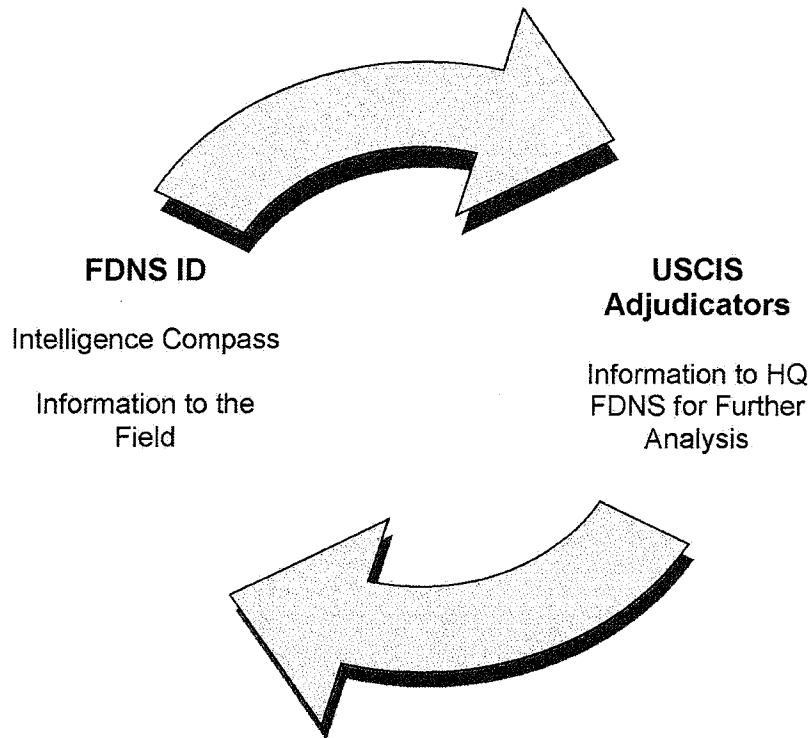 FDNS ID
Intelligence Compass
Information to the
Field
USCIS
Adjudicators
Information to HQ
FDNS for Further
Analysis